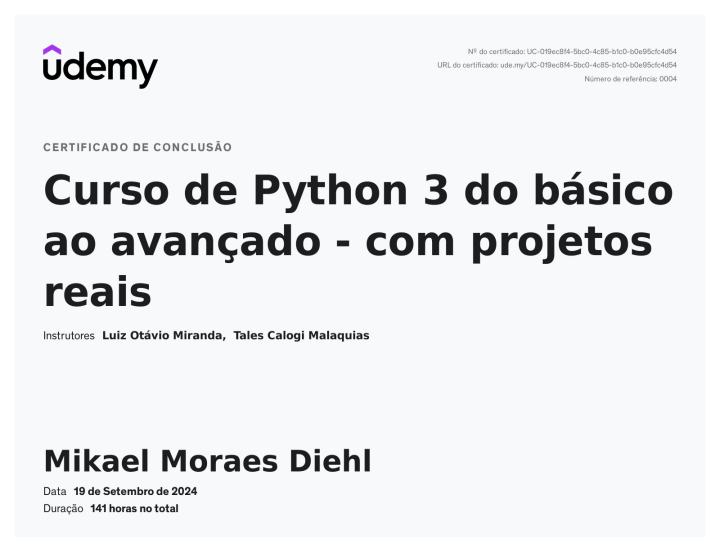 udemy
Nº do certificado: UC-019ec8f4-5bc0-4c85-b1c0-b0e95cfc4d54
URL do certificado: ude.my/UC-019ec8f4-5bc0-4c85-b1c0-b0e95cfc4d54
Número de referência: 0004
CERTIFICADO DE CONCLUSÃO
Curso de Python 3 do básico
ao avançado - com projetos
reais
Instrutores Luiz Otávio Miranda, Tales Calogi Malaquias
Mikael Moraes Diehl
Data 19 de Setembro de 2024
Duração 141 horas no total